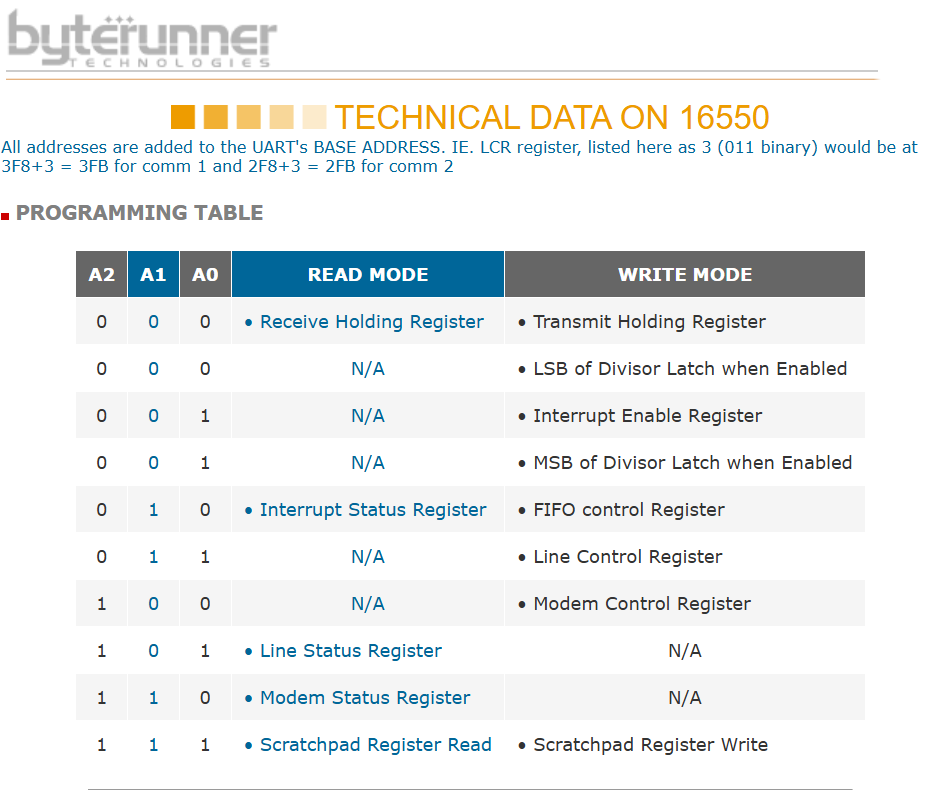 byterunner
TECHNOLOGIES
TECHNICAL DATA ON 16550
All addresses are added to the UART's BASE ADDRESS. IE. LCR register, listed here as 3 (011 binary) would be at
3F8+3 = 3FB for comm 1 and 2F8+3 = 2FB for comm 2
PROGRAMMING TABLE
A2 A1 A0 READ MODE WRITE MODE
0 0 0 • Receive Holding Register • Transmit Holding Register
0 0 0 N/A • LSB of Divisor Latch when Enabled
0 0 1 N/A • Interrupt Enable Register
0 0 1 N/A • MSB of Divisor Latch when Enabled
0 1 0 • Interrupt Status Register • FIFO control Register
0 1 1 N/A • Line Control Register
1 0 0 N/A • Modem Control Register
1 0 1 • Line Status Register N/A
1 1 0 • Modem Status Register N/A
1 1 1 • Scratchpad Register Read • Scratchpad Register Write